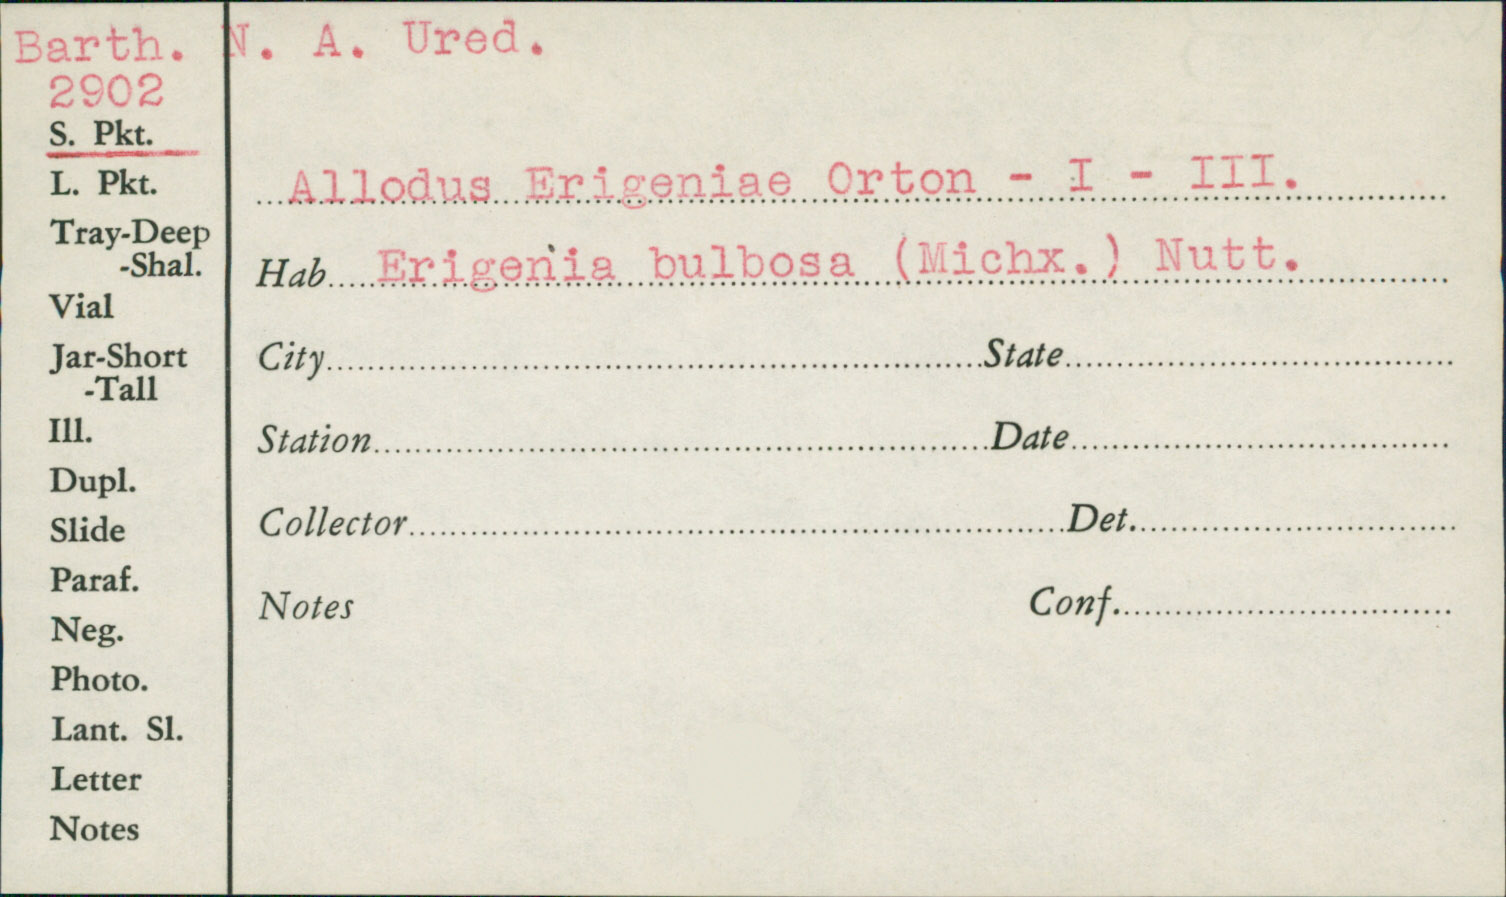 Barth. N. A. Ured.
2902
S. Pkt.
L. Pkt.
Tray-Deep
-Shal.
Vial
Jar-Short
-Tall
Ill.
Dupl.
Slide
Paraf.
Neg.
Photo.
Lant. Sl.
Letter
Notes
Allodus Erigeniae Orton - I - III.
Hab Erigenia bulbosa (Michx.) Nutt.
City State
Station Date
Collector Det.
Notes Conf.